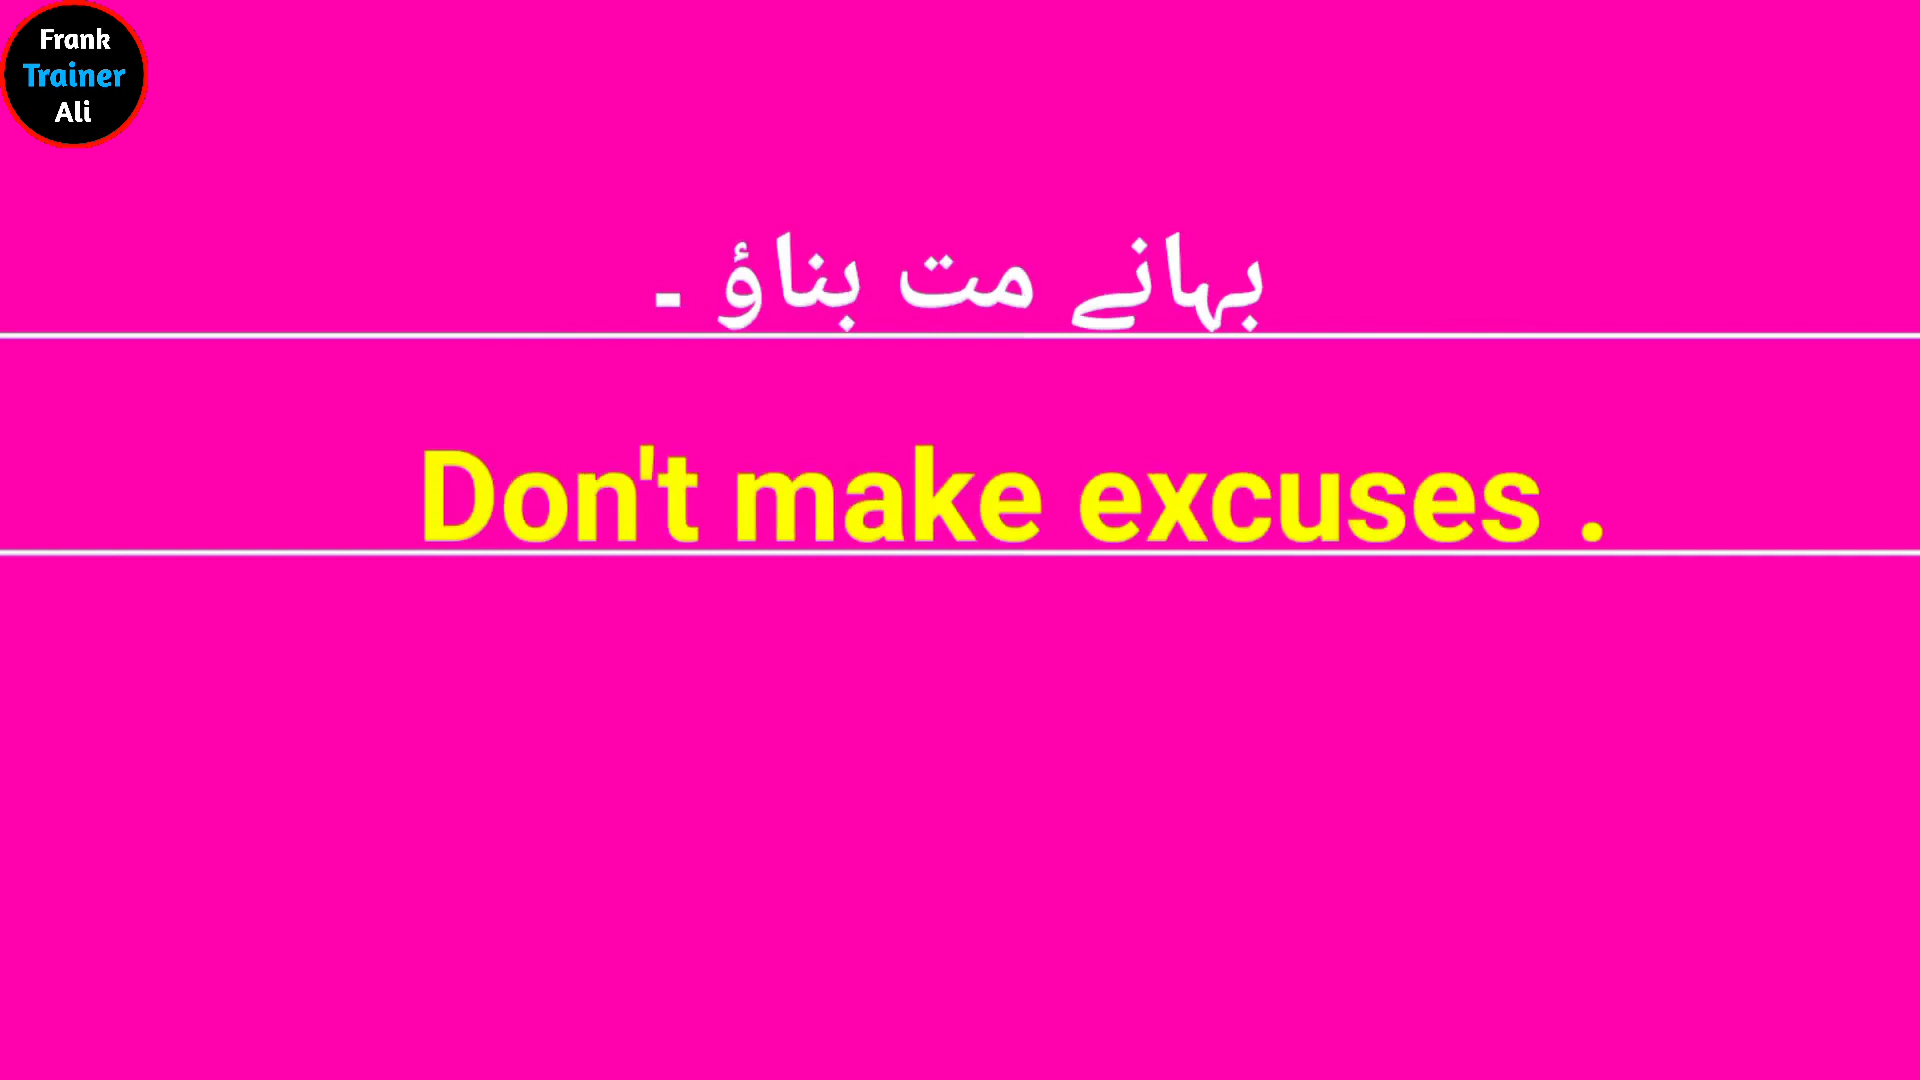 Frank
Trainer
Ali
بہانے مت بناؤ ۔
Don't make excuses .